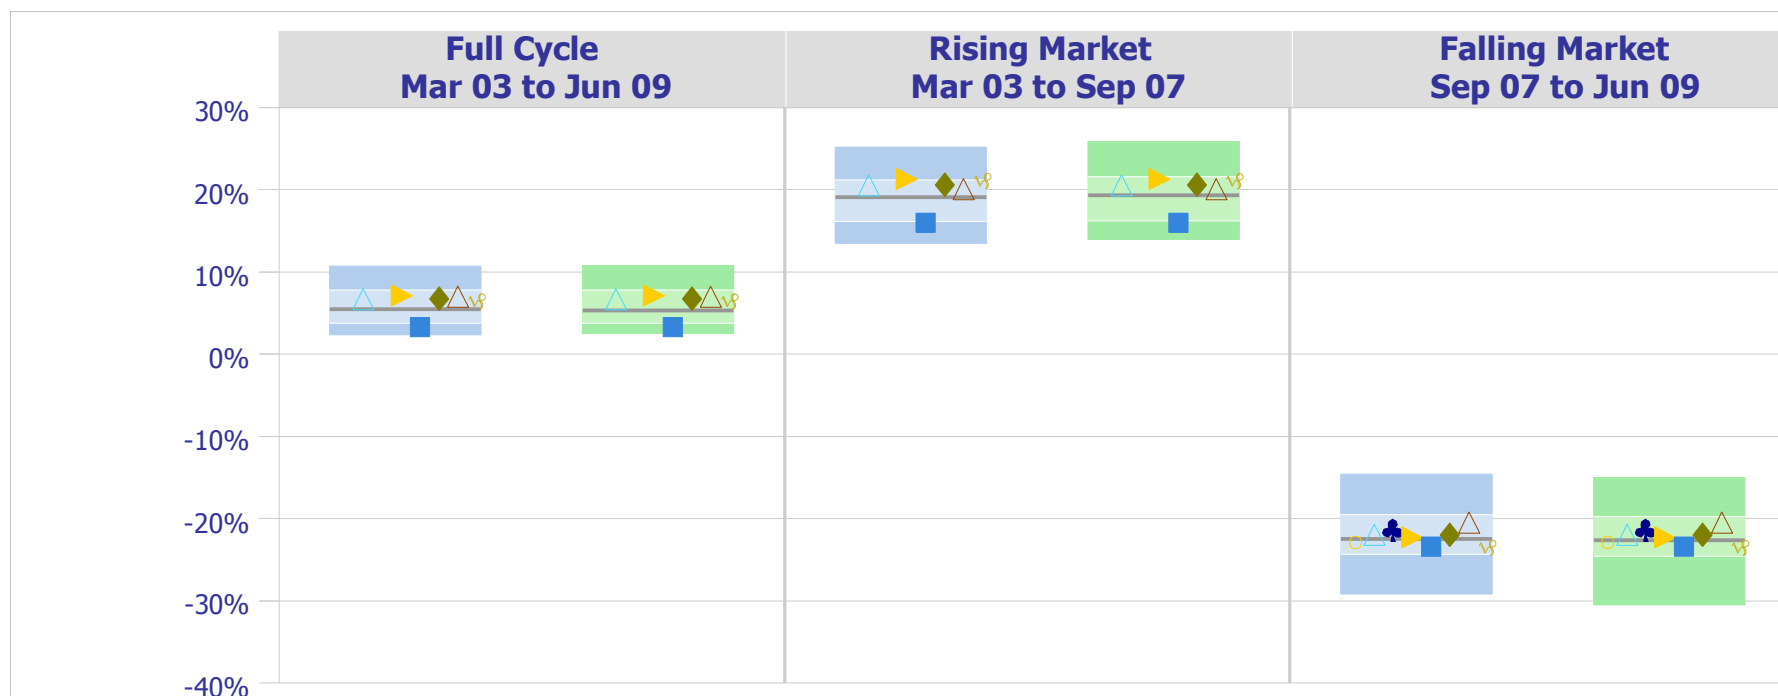 Full Cycle
Mar 03 to Jun 09
Rising Market
Mar 03 to Sep 07
Falling Market
Sep 07 to Jun 09
30%
20%
10%
0%
-10%
-20%
-30%
-40%